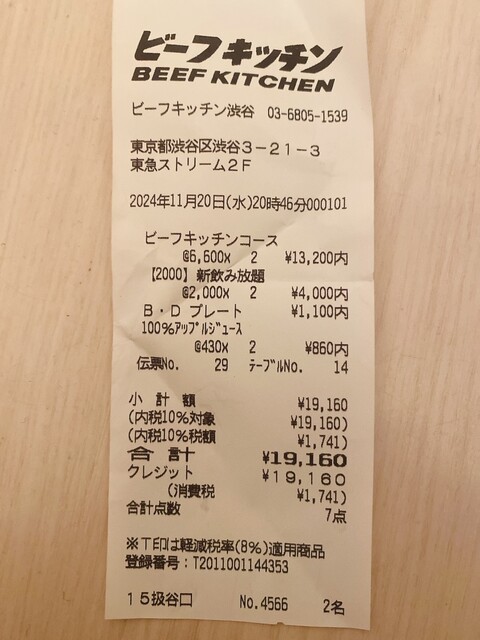 ビーフキッチン
BEEF KITCHEN
ビーフキッチン渋谷 03-6805-1539
東京都渋谷区渋谷3-21-3
東急ストリーム2F
2024年11月20日(水)20時46分000101
ビーフキッチンコース
@6,600x 2 ¥13,200内
【2000】新飲み放題
@2,000x 2 ¥4,000内
B・D プレート ¥1,100内
100%アップルジュース
@430x 2 ¥860内
伝票No. 29 テーブルNo. 14
小 計 額 ¥19,160
(内税10%対象 ¥19,160)
(内税10%税額 ¥1,741)
合 計 ¥19,160
クレジット ¥19,160
(消費税 ¥1,741)
合計点数 7点
※T印は軽減税率(8%)適用商品
登録番号:T2011001144353
15扱谷口 No.4566 2名